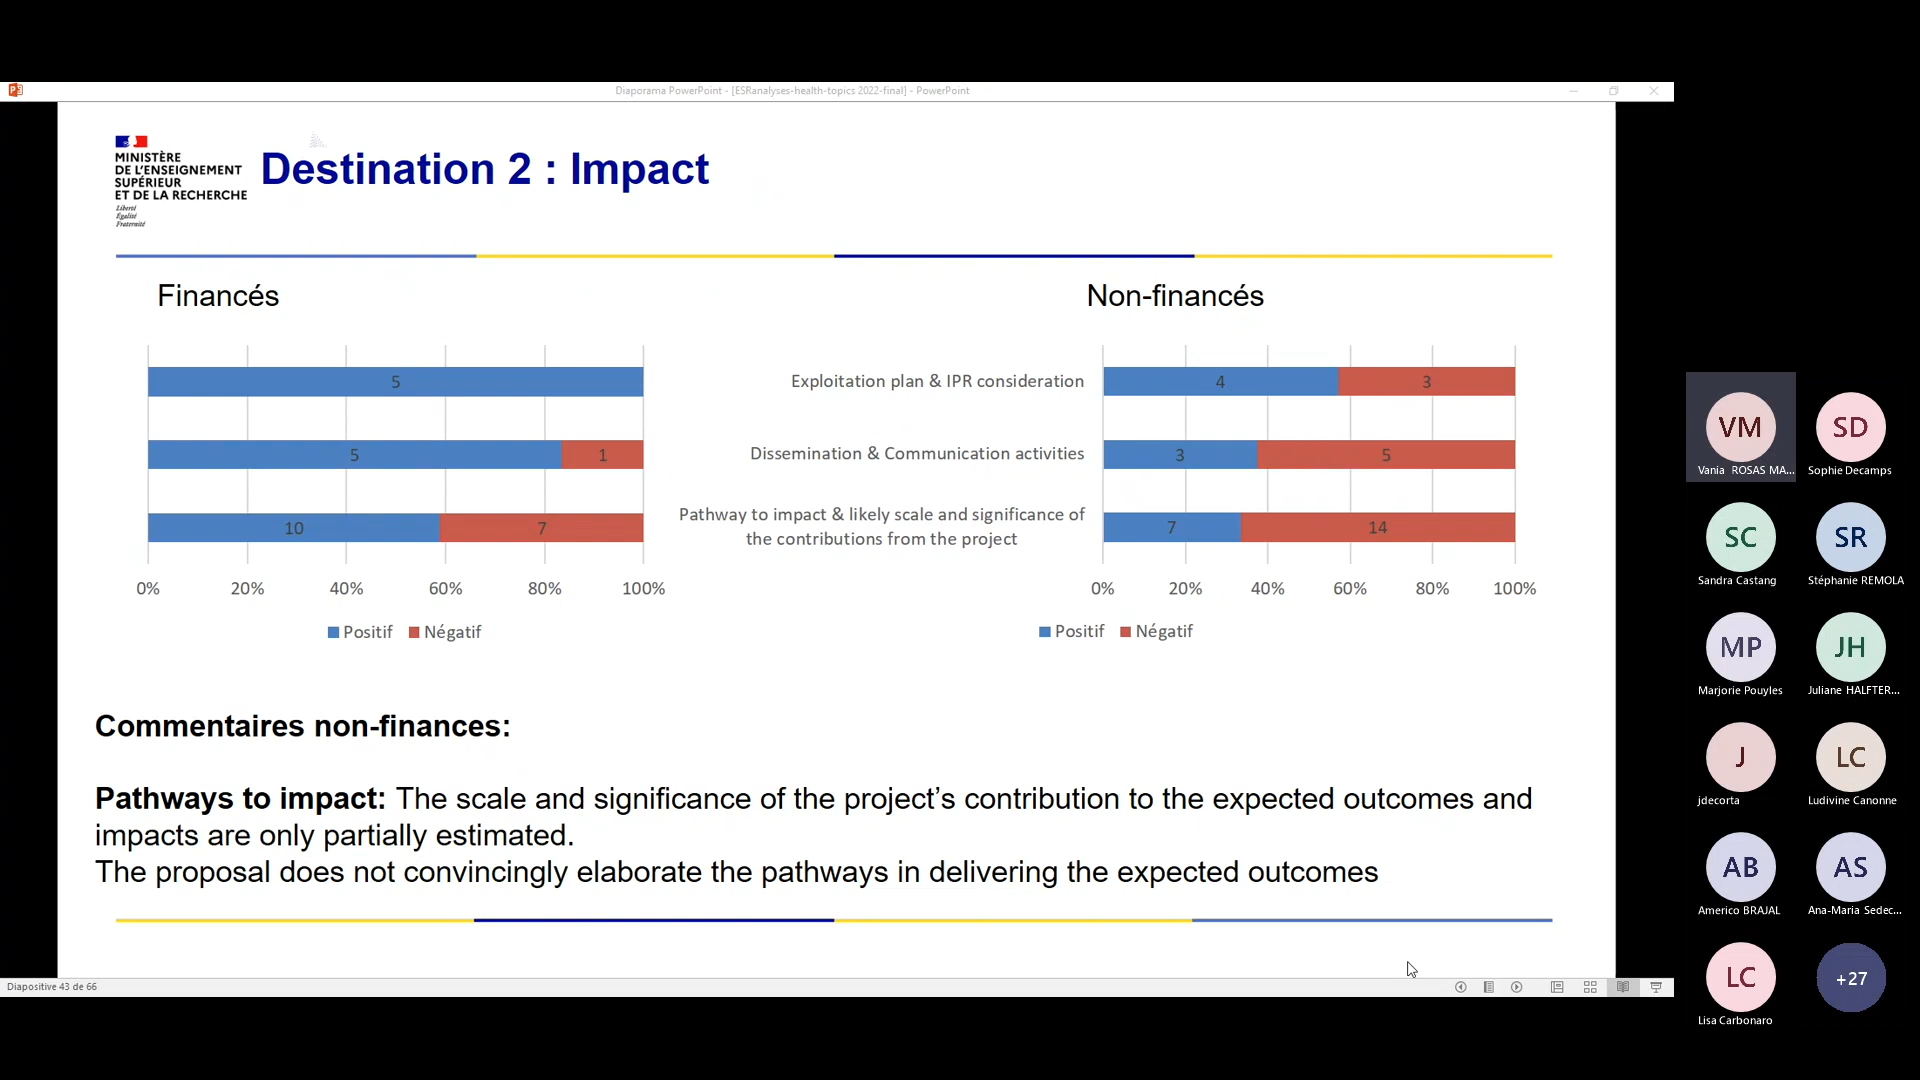 Diaporama PowerPoint - [ESRanalyses-health-topics 2022-final] - PowerPoint
MINISTÈRE
DE L'ENSEIGNEMENT
SUPÉRIEUR
ET DE LA RECHERCHE
Liberté
Égalité
Fraternité
Destination 2 : Impact
Financés
Non-financés
5
Exploitation plan & IPR consideration
4 3
5 1
Dissemination & Communication activities
3 5
10 7
Pathway to impact & likely scale and significance of
the contributions from the project
7 14
0% 20% 40% 60% 80% 100%
0% 20% 40% 60% 80% 100%
Positif Négatif
Positif Négatif
Commentaires non-finances:
Pathways to impact: The scale and significance of the project's contribution to the expected outcomes and
impacts are only partially estimated.
The proposal does not convincingly elaborate the pathways in delivering the expected outcomes
Diapositive 43 de 66
VM SD
Vania ROSAS MA... Sophie Decamps
SC SR
Sandra Castang Stéphanie REMOLA
MP JH
Marjorie Pouyles Juliane HALFTER...
J LC
jdecorta Ludivine Canonne
AB AS
Americo BRAJAL Ana-Maria Sedec...
LC +27
Lisa Carbonaro